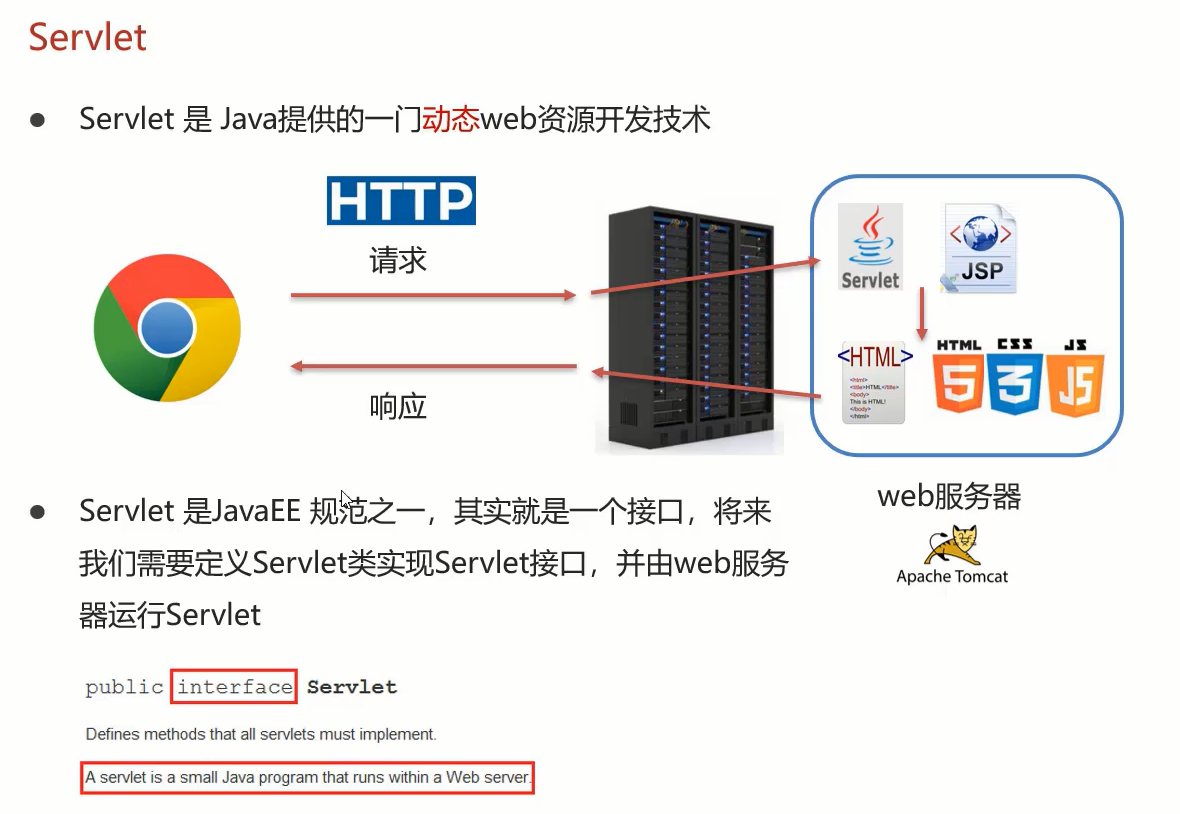 Servlet
● Servlet 是 Java提供的一门动态web资源开发技术
HTTP
请求
响应
Servlet
JSP
<HTML>
<html>
<title>HTML</title>
<body>
This is HTML!
</body>
</html>
HTML
5
CSS
3
JS
JS
web服务器
Apache Tomcat
● Servlet 是JavaEE 规范之一，其实就是一个接口，将来
我们需要定义Servlet类实现Servlet接口，并由web服务
器运行Servlet
public interface Servlet
Defines methods that all servlets must implement.
A servlet is a small Java program that runs within a Web server.